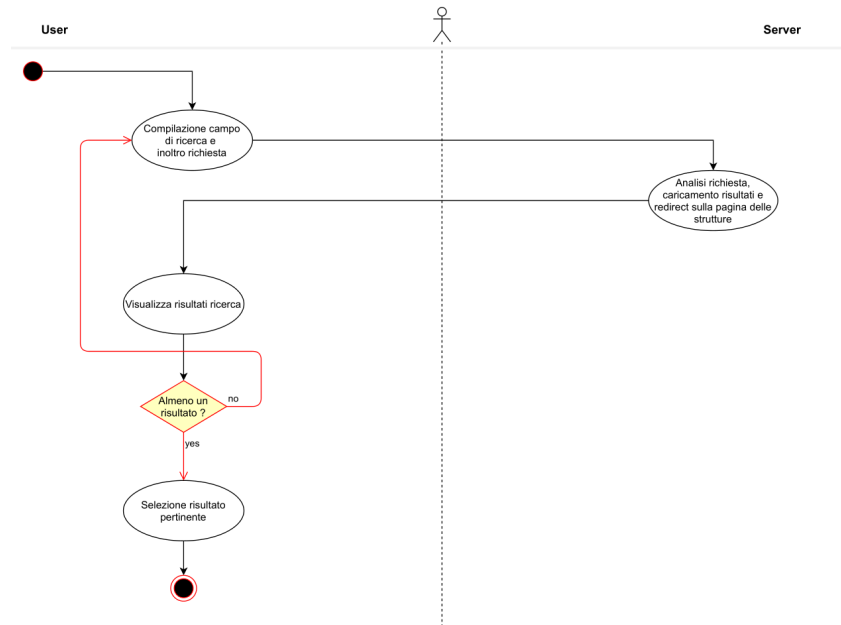 User
Server
Compilazione campo
di ricerca e
inoltro richiesta
Analisi richiesta,
caricamento risultati e
redirect sulla pagina delle
strutture
Visualizza risultati ricerca
Almeno un
risultato ?
no
yes
Selezione risultato
pertinente